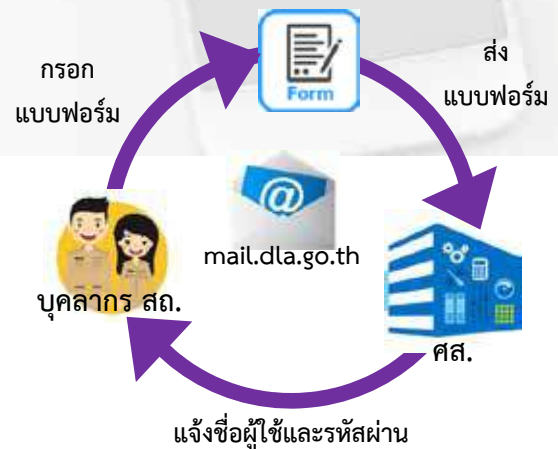 กรอก
แบบฟอร์ม
Form
ส่ง
แบบฟอร์ม
mail.dla.go.th
บุคลากร สถ.
ศส.
แจ้งชื่อผู้ใช้และรหัสผ่าน